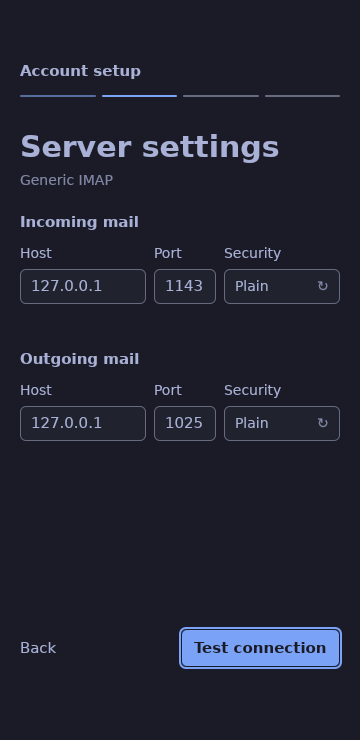 Account setup
Server settings
Generic IMAP
Incoming mail
Host Port Security
127.0.0.1 1143 Plain ↻
Outgoing mail
Host Port Security
127.0.0.1 1025 Plain ↻
Back Test connection